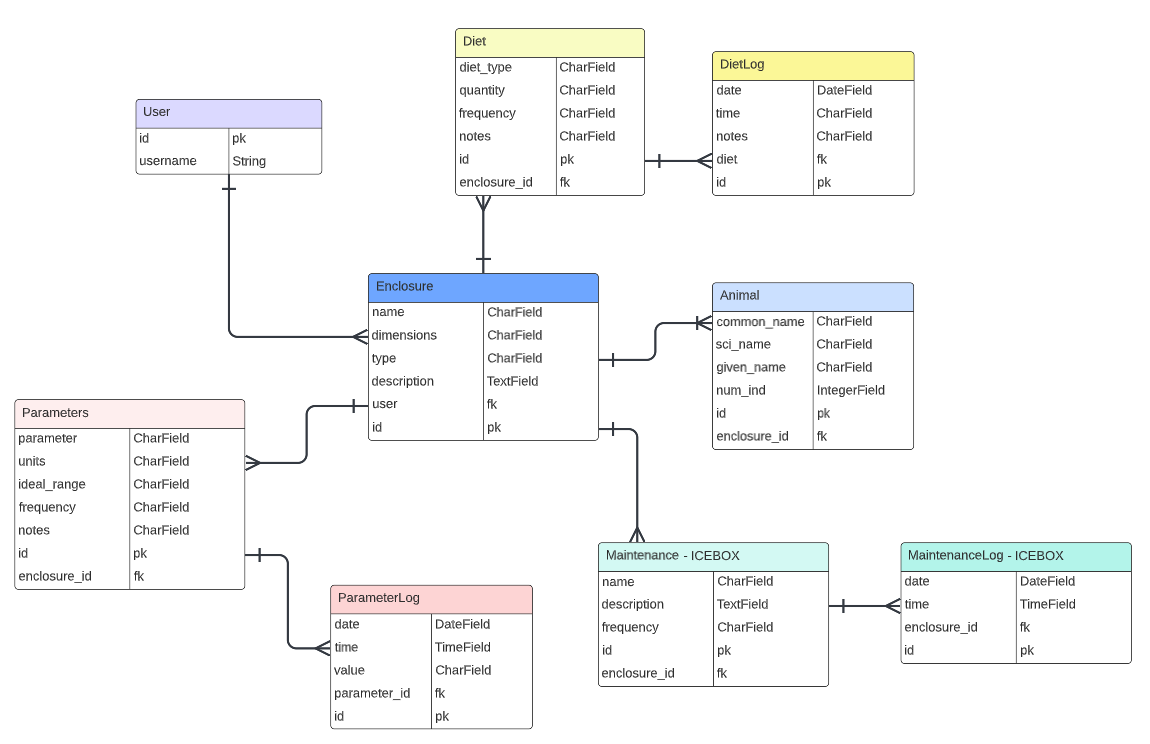 Diet
diet_type CharField
quantity CharField
frequency CharField
notes CharField
id pk
enclosure_id fk
DietLog
date DateField
time CharField
notes CharField
diet fk
id pk
User
id pk
username String
Enclosure
name CharField
dimensions CharField
type CharField
description TextField
user fk
id pk
Animal
common_name CharField
sci_name CharField
given_name CharField
num_ind IntegerField
id pk
enclosure_id fk
Parameters
parameter CharField
units CharField
ideal_range CharField
frequency CharField
notes CharField
id pk
enclosure_id fk
ParameterLog
date DateField
time TimeField
value CharField
parameter_id fk
id pk
Maintenance - ICEBOX
name CharField
description TextField
frequency CharField
id pk
enclosure_id fk
MaintenanceLog - ICEBOX
date DateField
time TimeField
enclosure_id fk
id pk